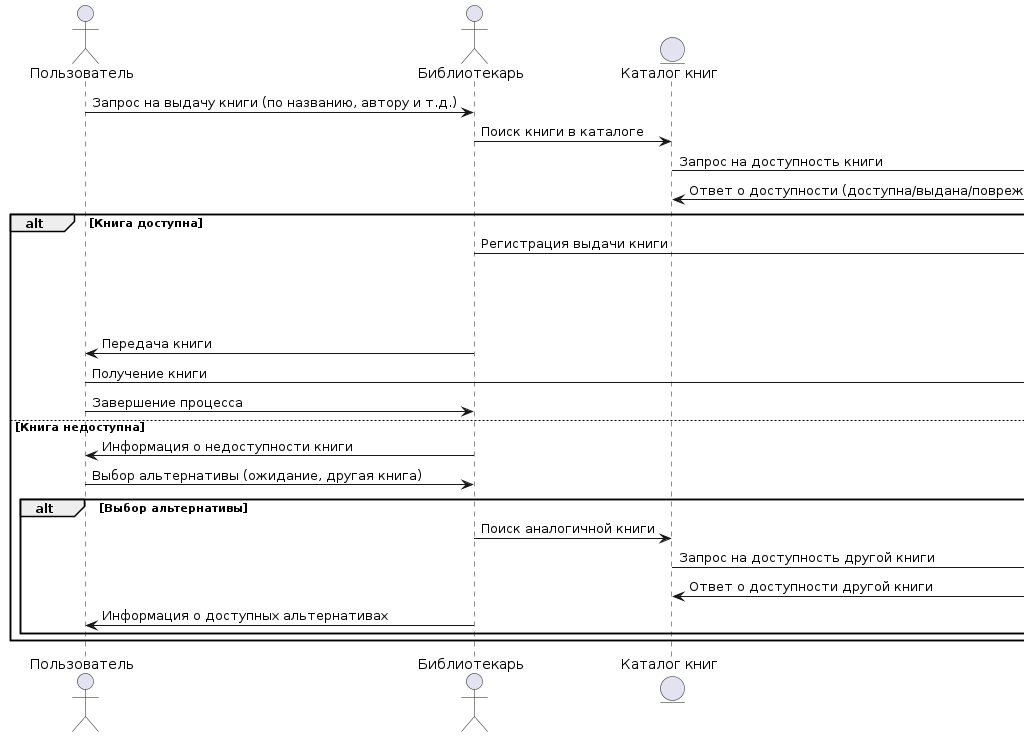 Пользователь
Библиотекарь
Каталог книг
Запрос на выдачу книги (по названию, автору и т.д.)
Поиск книги в каталоге
Запрос на доступность книги
Ответ о доступности (доступна/выдана/повреж
alt [Книга доступна]
Регистрация выдачи книги
Передача книги
Получение книги
Завершение процесса
[Книга недоступна]
Информация о недоступности книги
Выбор альтернативы (ожидание, другая книга)
alt [Выбор альтернативы]
Поиск аналогичной книги
Запрос на доступность другой книги
Ответ о доступности другой книги
Информация о доступных альтернативах
Пользователь
Библиотекарь
Каталог книг